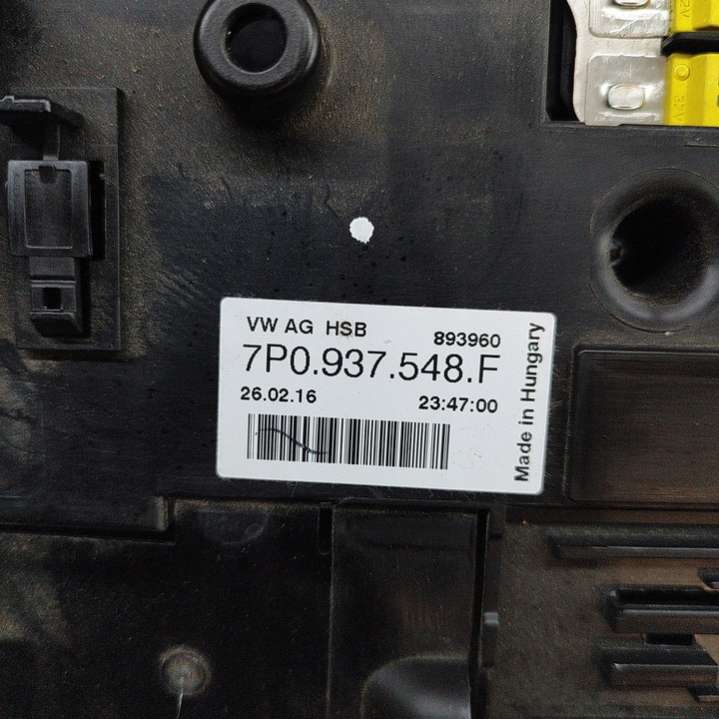 VW AG HSB 893960
7P0.937.548.F
26.02.16 23:47:00
Made in Hungary